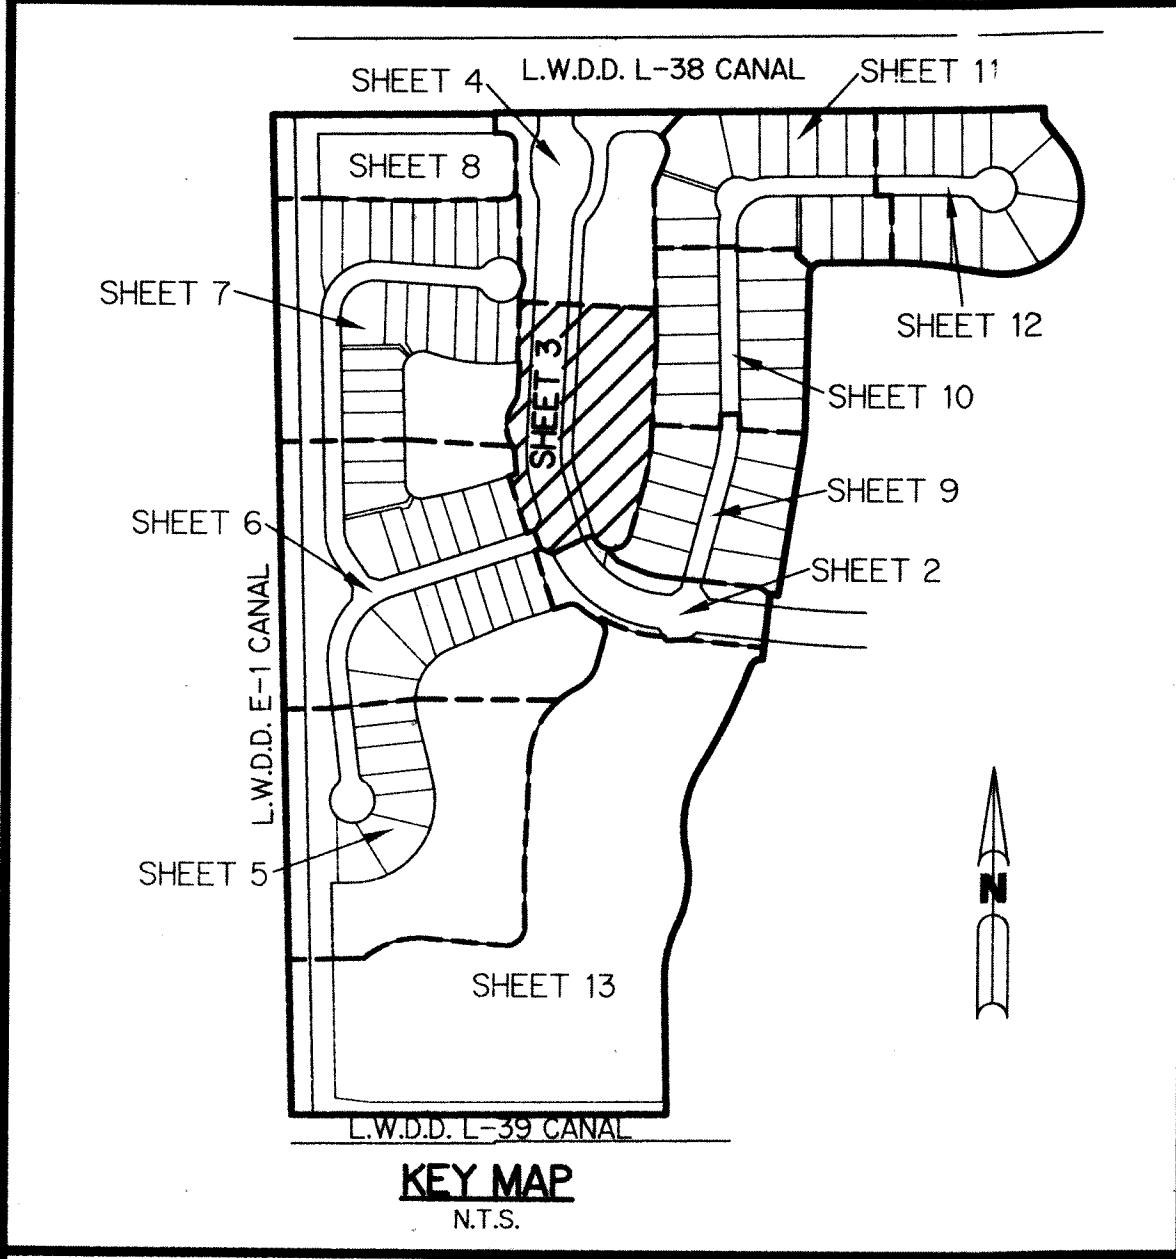 L.W.D.D. L-38 CANAL
SHEET 4
SHEET 11
SHEET 8
SHEET 7
SHEET 12
SHEET 3
SHEET 10
SHEET 9
SHEET 6
SHEET 2
L.W.D.D. E-1 CANAL
SHEET 5
N
SHEET 13
L.W.D.D. L-39 CANAL
KEY MAP
N.T.S.